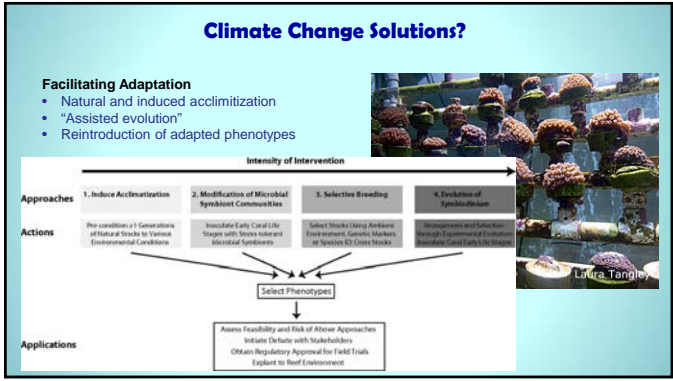 Climate Change Solutions?
Facilitating Adaptation
• Natural and induced acclimitization
• "Assisted evolution"
• Reintroduction of adapted phenotypes
Laura Tangley
Intensity of Intervention
Approaches
1. Induce Acclimatization
2. Modification of Microbial
Symbiont Communities
3. Selective Breeding
4. Evolution of
Symbiodinium
Actions
Pre-condition ≥1 Generations
of Natural Stocks to Various
Environmental Conditions
Inoculate Early Coral Life
Stages with Stress-tolerant
Microbial Symbionts
Select Stocks Using Ambient
Environment, Genetic Markers
or Species ID; Cross Stocks
Mutagenesis and Selection
through Experimental Evolution;
Inoculate Coral Early Life Stages
Select Phenotypes
Applications
Assess Feasibility and Risk of Above Approaches
Initiate Debate with Stakeholders
Obtain Regulatory Approval for Field Trials
Explant to Reef Environment